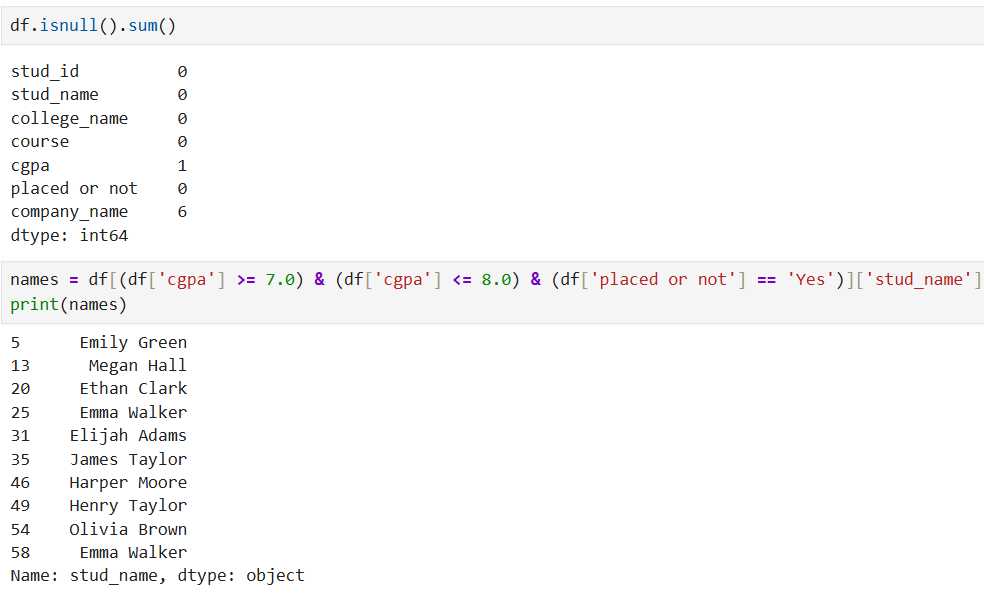 df.isnull().sum()
stud_id 0
stud_name 0
college_name 0
course 0
cgpa 1
placed or not 0
company_name 6
dtype: int64
names = df[(df['cgpa'] >= 7.0) & (df['cgpa'] <= 8.0) & (df['placed or not'] == 'Yes')]['stud_name']
print(names)
5 Emily Green
13 Megan Hall
20 Ethan Clark
25 Emma Walker
31 Elijah Adams
35 James Taylor
46 Harper Moore
49 Henry Taylor
54 Olivia Brown
58 Emma Walker
Name: stud_name, dtype: object